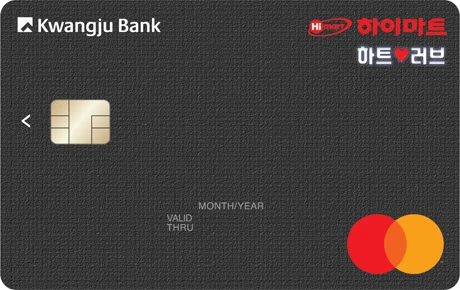 Kwangju Bank
Hi mart 하이마트
하트♥러브
MONTH/YEAR
VALID
THRU